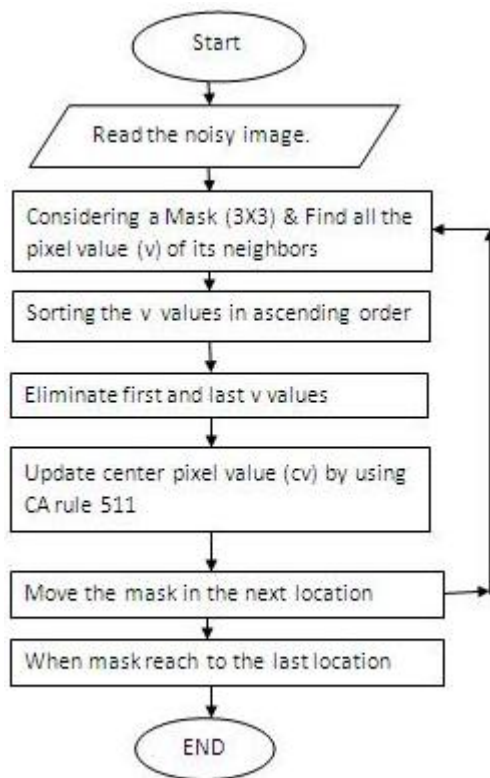 Start
Read the noisy image.
Considering a Mask (3X3) & Find all the
pixel value (v) of its neighbors
Sorting the v values in ascending order
Eliminate first and last v values
Update center pixel value (cv) by using
CA rule 511
Move the mask in the next location
When mask reach to the last location
END